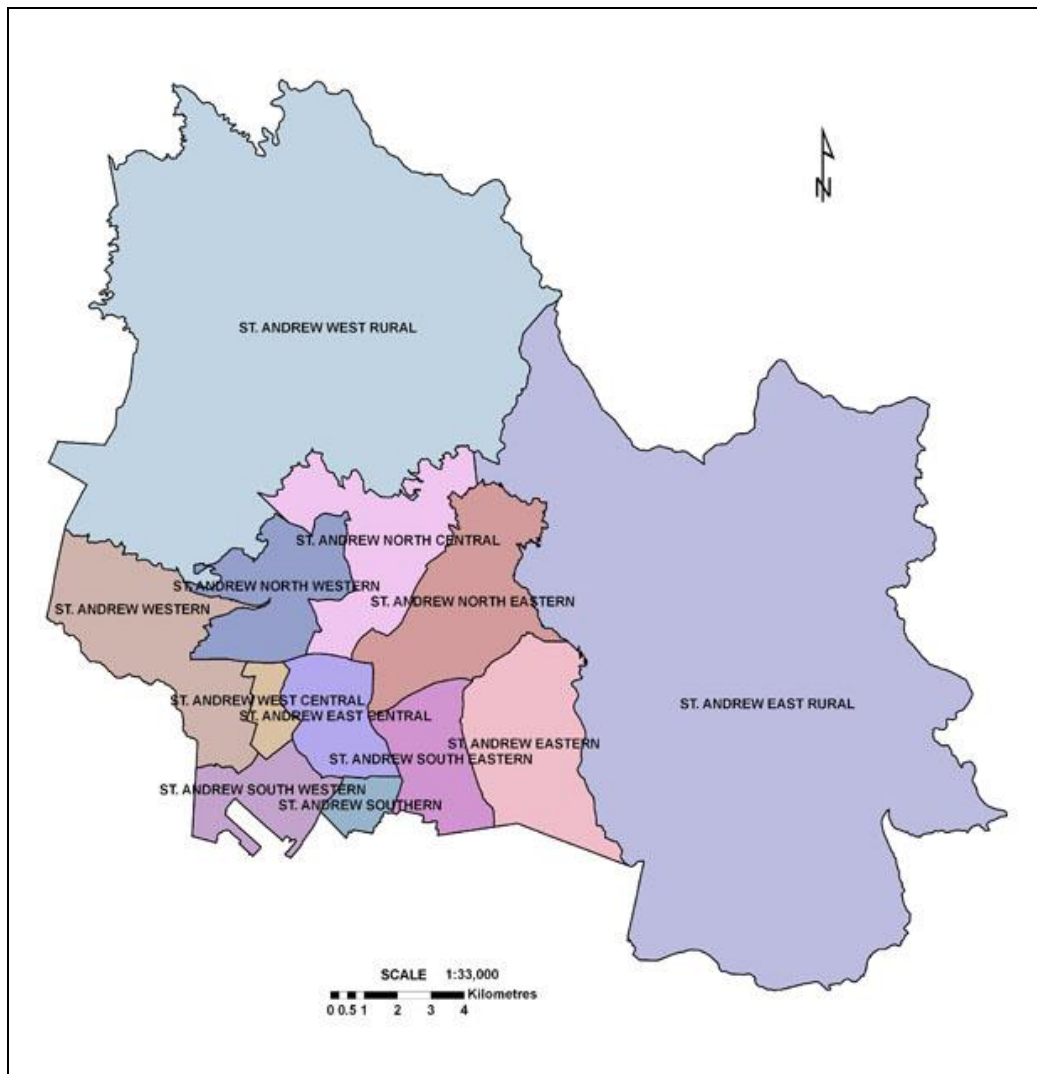 N
ST. ANDREW WEST RURAL
ST. ANDREW NORTH CENTRAL
ST. ANDREW NORTH WESTERN
ST. ANDREW NORTH EASTERN
ST. ANDREW WESTERN
ST. ANDREW WEST CENTRAL
ST. ANDREW EAST RURAL
ST. ANDREW EAST CENTRAL
ST. ANDREW EASTERN
ST. ANDREW SOUTH EASTERN
ST. ANDREW SOUTH WESTERN
ST. ANDREW SOUTHERN
SCALE 1:33,000
Kilometres
0 0.5 1 2 3 4